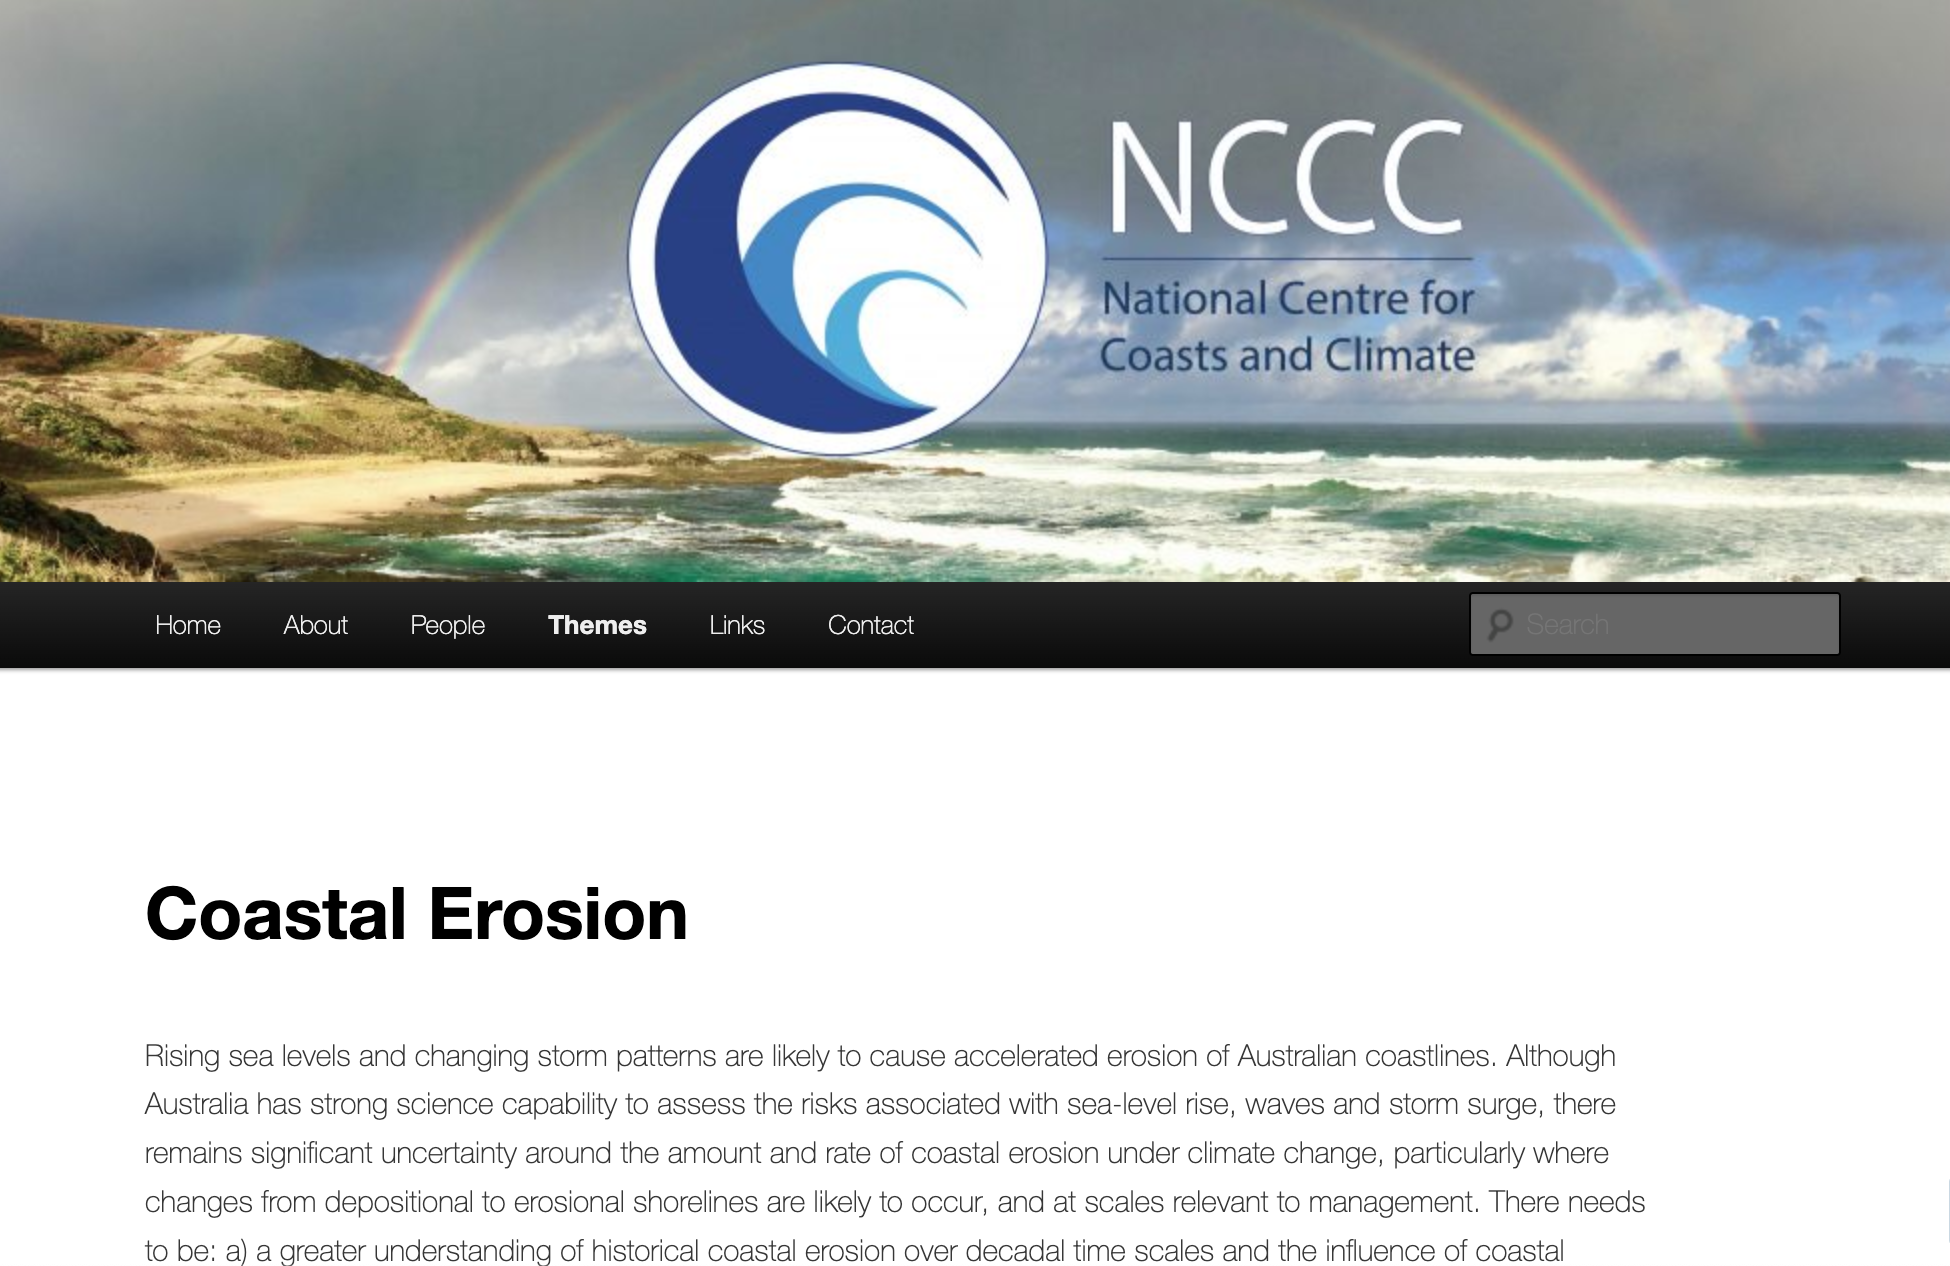 NCCC
National Centre for
Coasts and Climate
Home About People Themes Links Contact Search
Coastal Erosion
Rising sea levels and changing storm patterns are likely to cause accelerated erosion of Australian coastlines. Although
Australia has strong science capability to assess the risks associated with sea-level rise, waves and storm surge, there
remains significant uncertainty around the amount and rate of coastal erosion under climate change, particularly where
changes from depositional to erosional shorelines are likely to occur, and at scales relevant to management. There needs
to be: a) a greater understanding of historical coastal erosion over decadal time scales and the influence of coastal